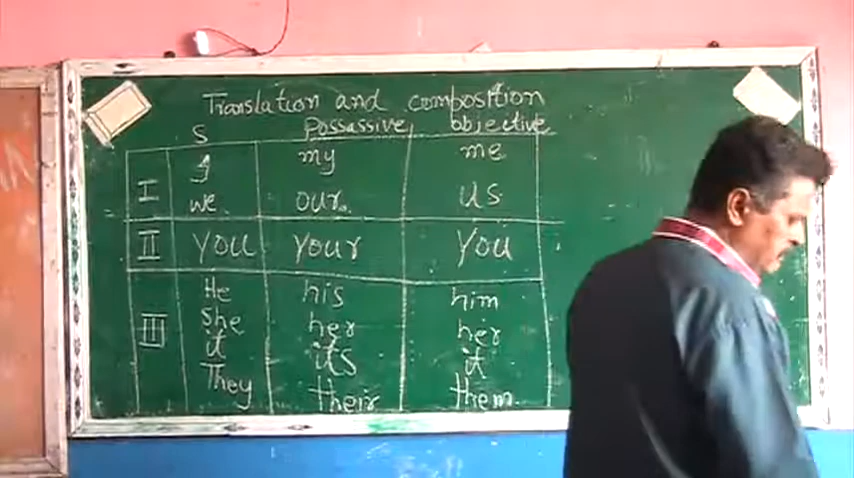 Translation and composition
S possassive, objective
I I my me
we our us
II you your you
III He his him
She her her
it its it
They their them